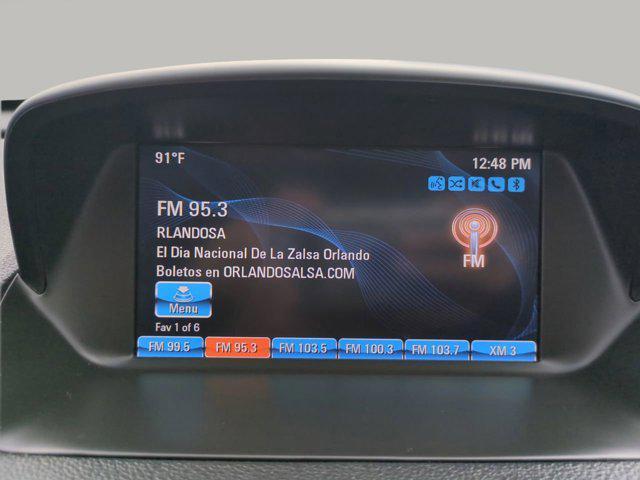 91°F
12:48 PM
FM 95.3
RLANDOSA
El Dia Nacional De La Zalsa Orlando
Boletos en ORLANDOSALSA.COM
FM
Menu
Fav 1 of 6
FM 99.5
FM 95.3
FM 103.5
FM 100.3
FM 103.7
XM 3